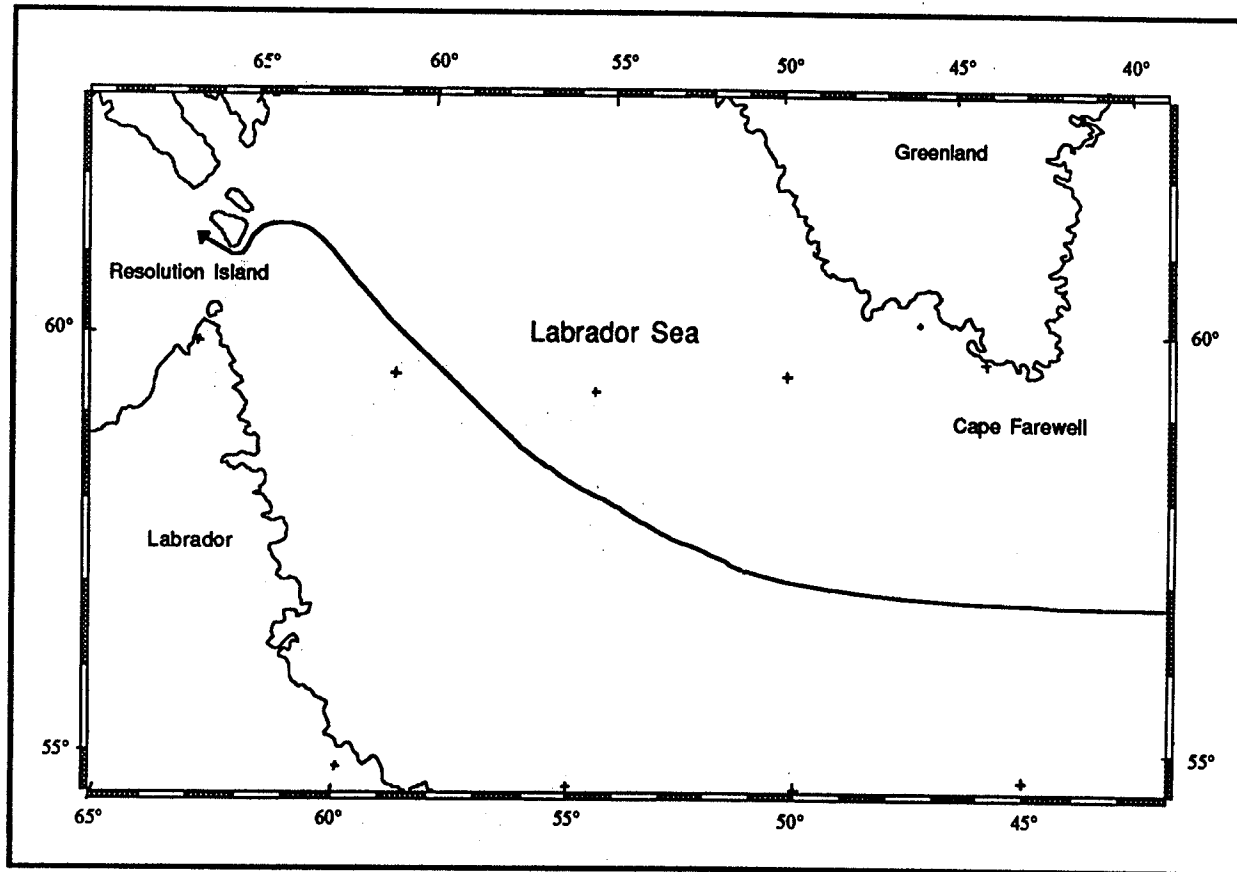 65° 60° 55° 50° 45° 40°
Greenland
Resolution Island
60° Labrador Sea 60°
Cape Farewell
Labrador
55° 55°
65° 60° 55° 50° 45°